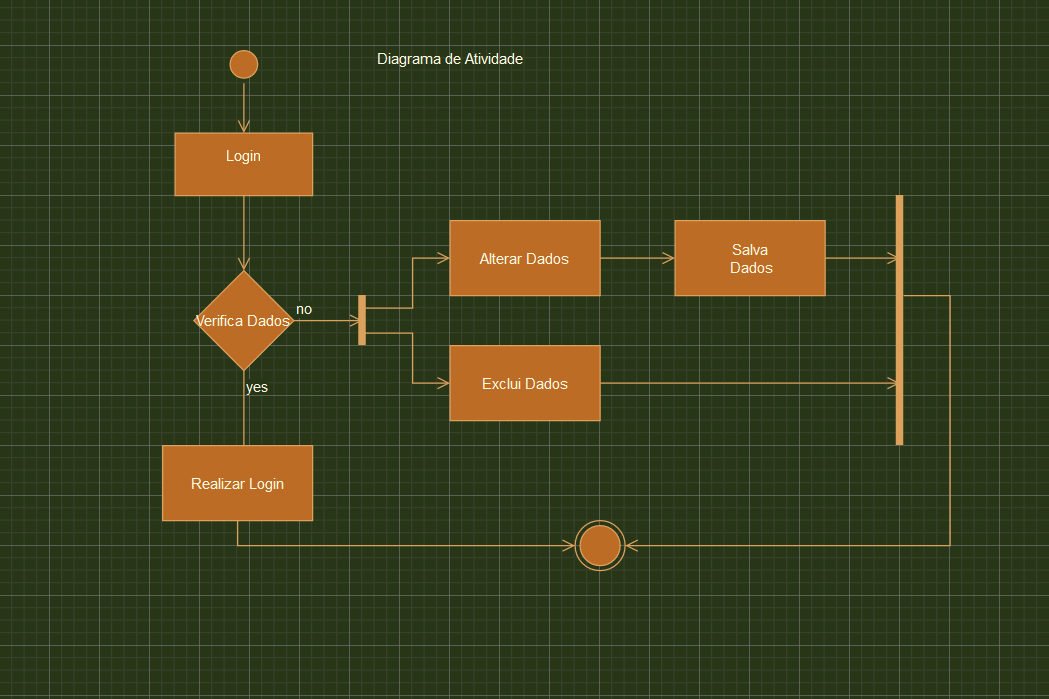 Diagrama de Atividade
Login
Verifica Dados
no
yes
Alterar Dados
Salva
Dados
Exclui Dados
Realizar Login